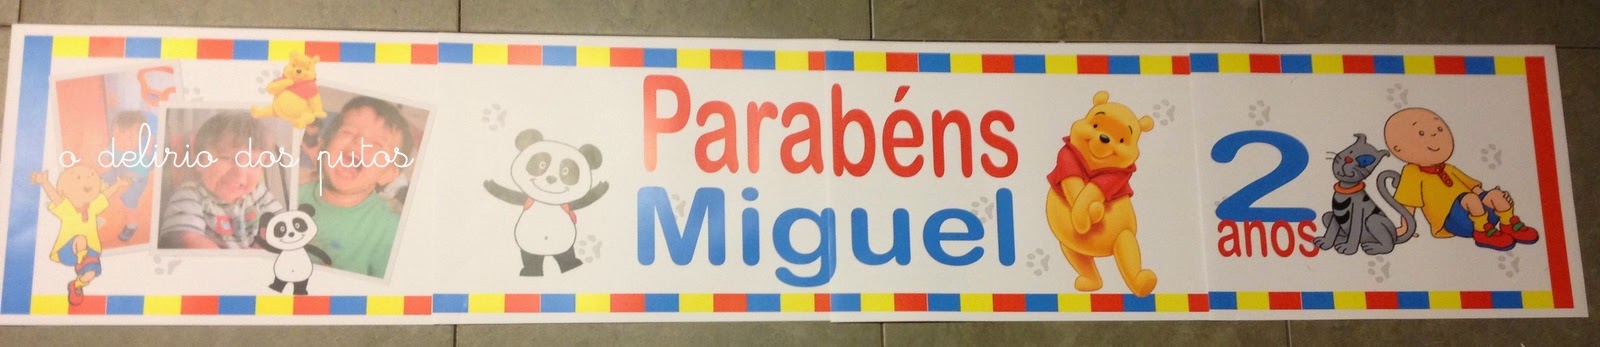 o delirio dos putos
Parabéns
Miguel
2
anos